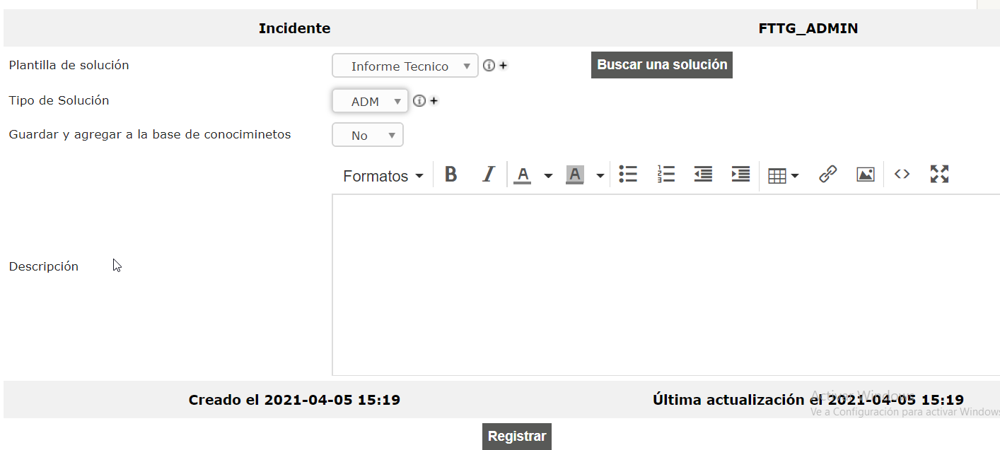 Incidente FTTG_ADMIN
Plantilla de solución Informe Tecnico Buscar una solución
Tipo de Solución ADM
Guardar y agregar a la base de conociminetos No
Formatos B I A A
Descripción
Creado el 2021-04-05 15:19 Última actualización el 2021-04-05 15:19
Activar Windows
Ve a Configuración para activar Windows
Registrar